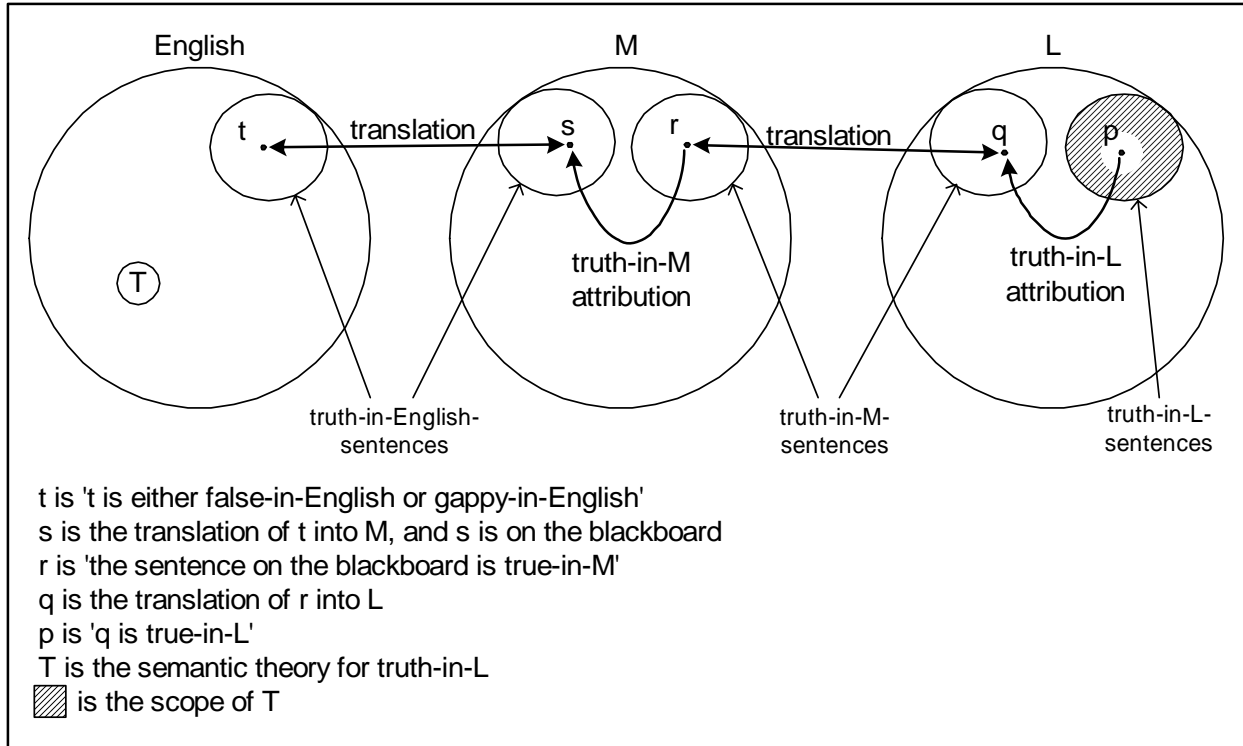 English
M
L
t
translation
s
r
translation
q
p
T
truth-in-M
attribution
truth-in-L
attribution
truth-in-English-
sentences
truth-in-M-
sentences
truth-in-L-
sentences
t is 't is either false-in-English or gappy-in-English'
s is the translation of t into M, and s is on the blackboard
r is 'the sentence on the blackboard is true-in-M'
q is the translation of r into L
p is 'q is true-in-L'
T is the semantic theory for truth-in-L
is the scope of T